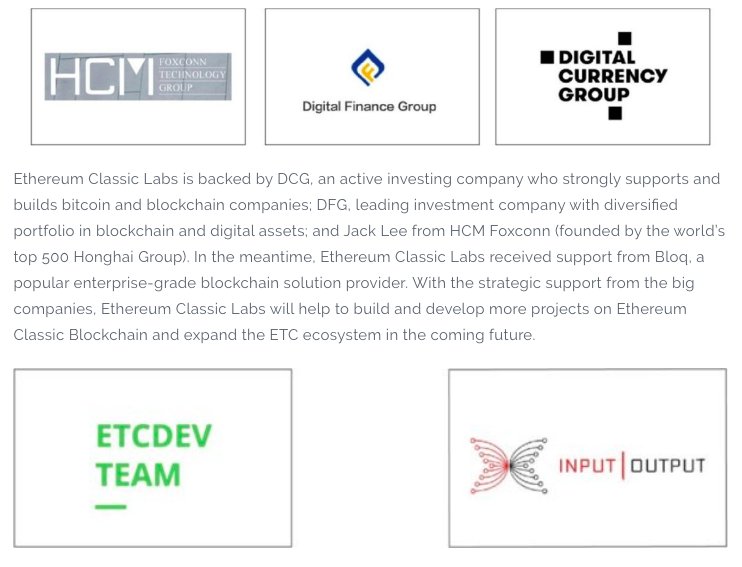 HCM FOXCONN
TECHNOLOGY
GROUP
Digital Finance Group
DIGITAL
CURRENCY
GROUP
Ethereum Classic Labs is backed by DCG, an active investing company who strongly supports and
builds bitcoin and blockchain companies; DFG, leading investment company with diversified
portfolio in blockchain and digital assets; and Jack Lee from HCM Foxconn (founded by the world’s
top 500 Honghai Group). In the meantime, Ethereum Classic Labs received support from Bloq, a
popular enterprise-grade blockchain solution provider. With the strategic support from the big
companies, Ethereum Classic Labs will help to build and develop more projects on Ethereum
Classic Blockchain and expand the ETC ecosystem in the coming future.
ETCDEV
TEAM
INPUT|OUTPUT